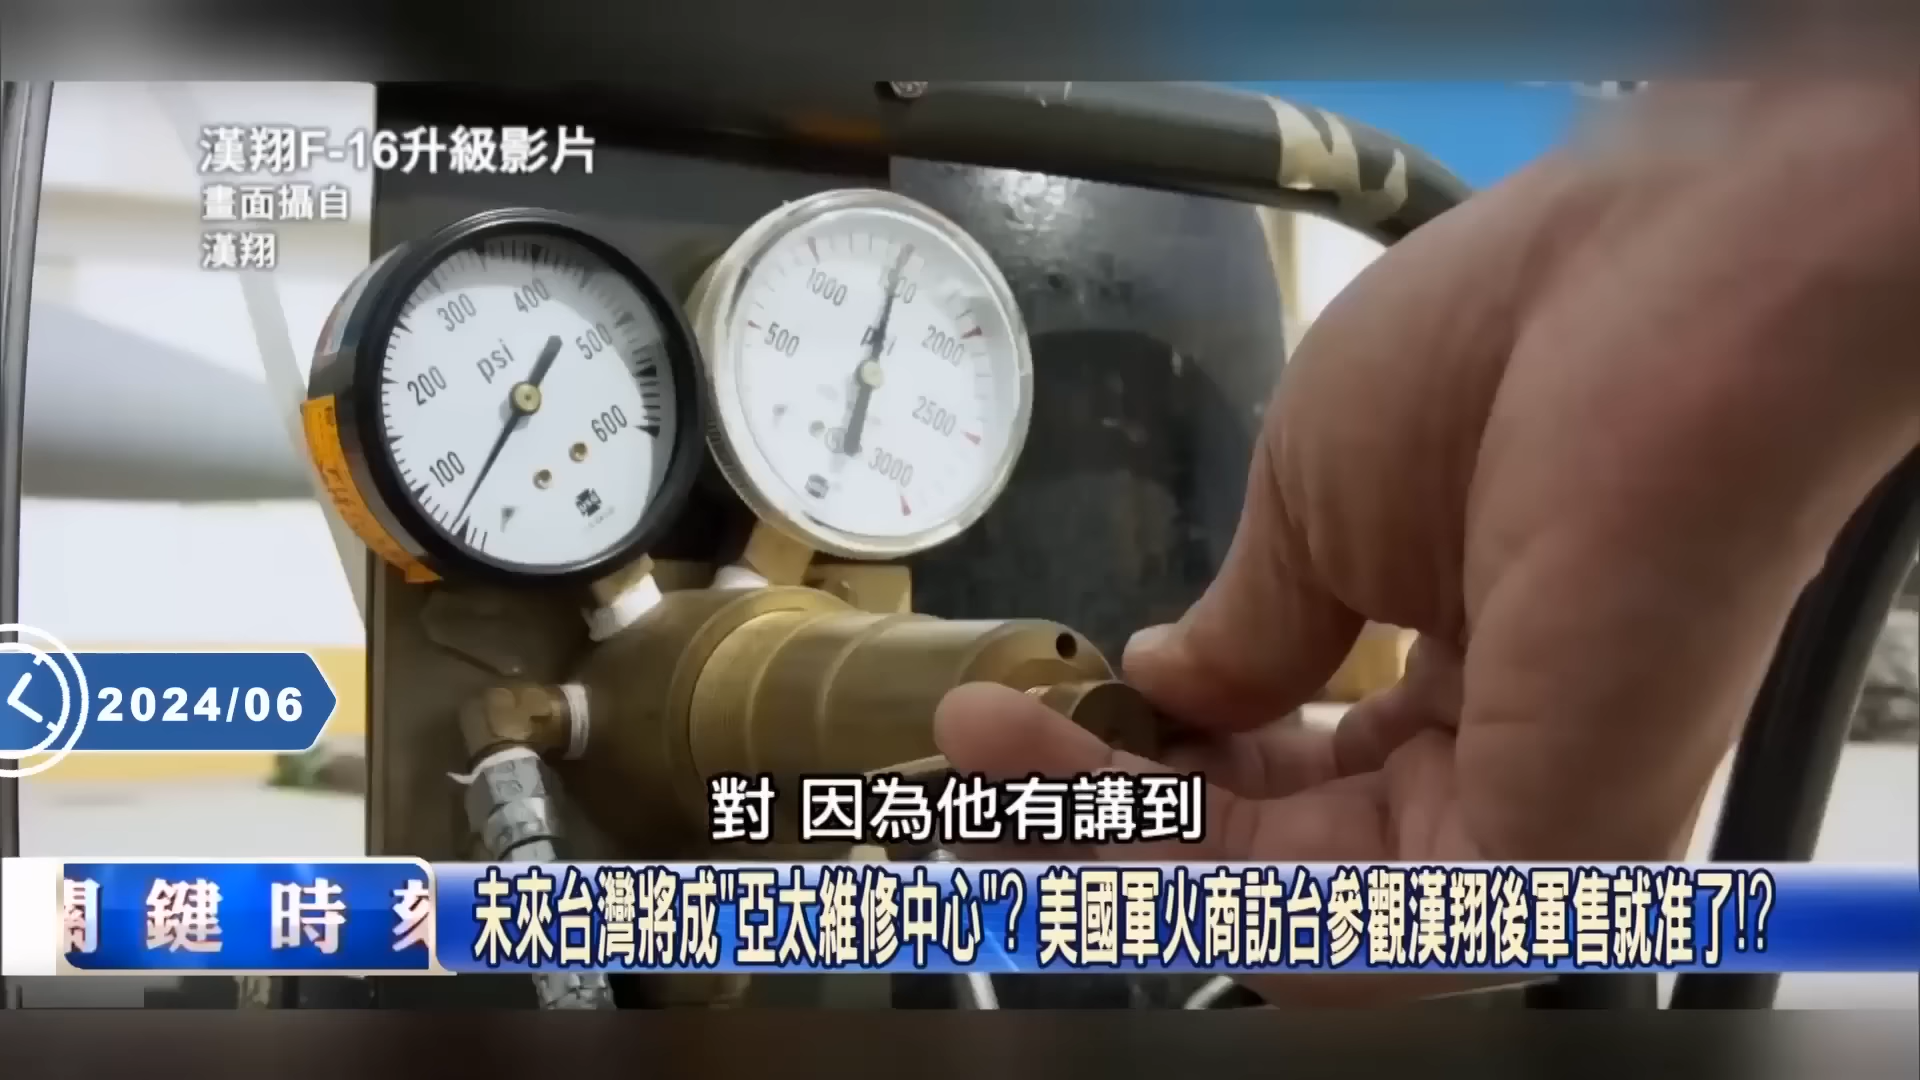 漢翔F-16升級影片
畫面攝自
漢翔
300
400
200
psi
500
100
600
1000
1500
500
psi
2000
2500
3000
2024/06
對 因為他有講到
關鍵時刻
未來台灣將成"亞太維修中心"? 美國軍火商訪台參觀漢翔後軍售就准了!?